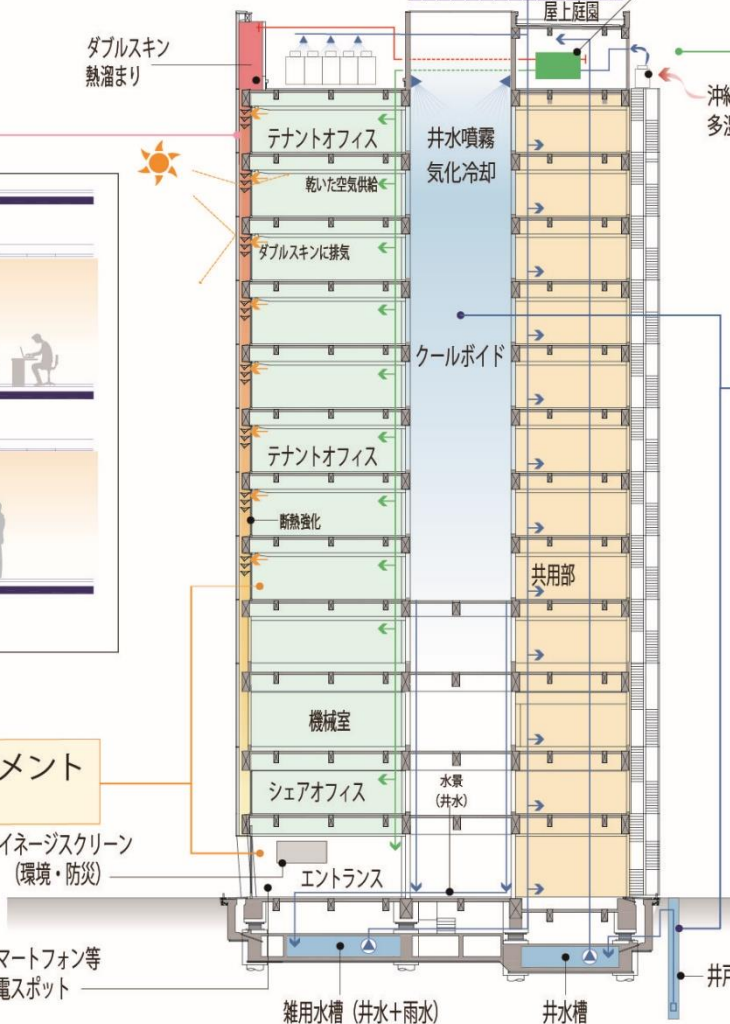 屋上庭園
ダブルスキン
熱溜まり
沖縄
多湿
テナントオフィス
井水噴霧
気化冷却
乾いた空気供給
ダブルスキンに排気
クールボイド
テナントオフィス
断熱強化
共用部
機械室
メント
シェアオフィス
水景
(井水)
イネージスクリーン
(環境・防災)
エントランス
マートフォン等
電スポット
井戸
雑用水槽(井水+雨水)
井水槽